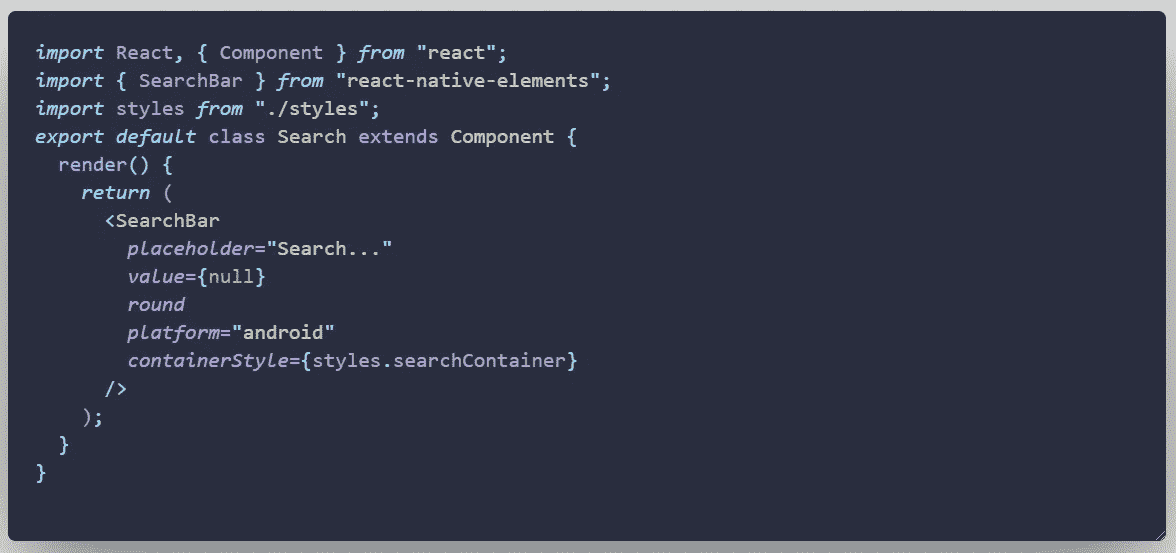 import React, { Component } from "react";
import { SearchBar } from "react-native-elements";
import styles from "./styles";
export default class Search extends Component {
  render() {
    return (
      <SearchBar
        placeholder="Search..."
        value={null}
        round
        platform="android"
        containerStyle={styles.searchContainer}
      />
    );
  }
}